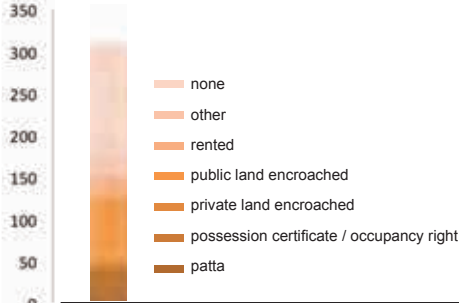 350
300
250
200
150
100
50
0
none
other
rented
public land encroached
private land encroached
possession certificate / occupancy right
patta